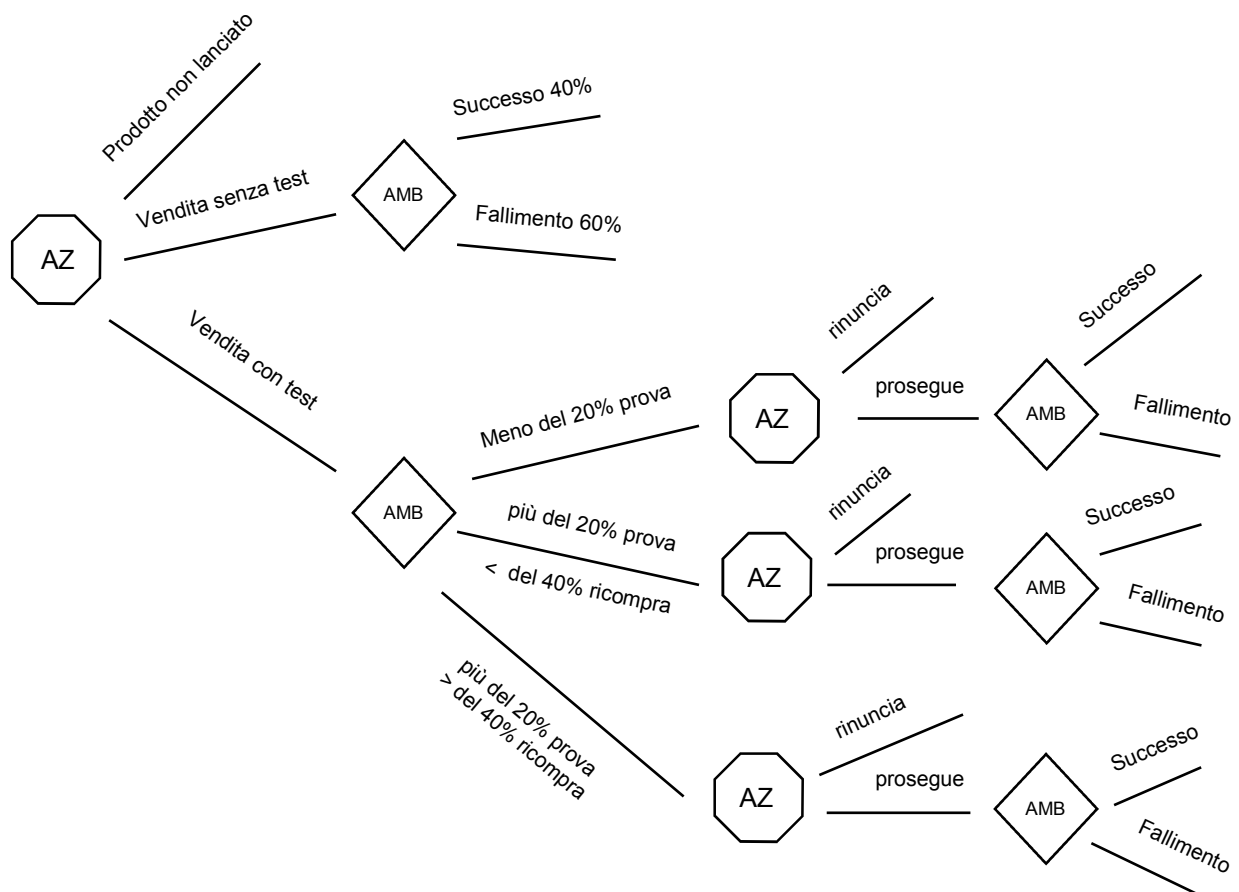 Prodotto non lanciato
Successo 40%
AMB
Vendita senza test
Fallimento 60%
AZ
Vendita con test
AMB
Meno del 20% prova
AZ
rinuncia
prosegue
AMB
Successo
Fallimento
più del 20% prova
< del 40% ricompra
AZ
rinuncia
prosegue
AMB
Successo
Fallimento
più del 20% prova
> del 40% ricompra
AZ
rinuncia
prosegue
AMB
Successo
Fallimento